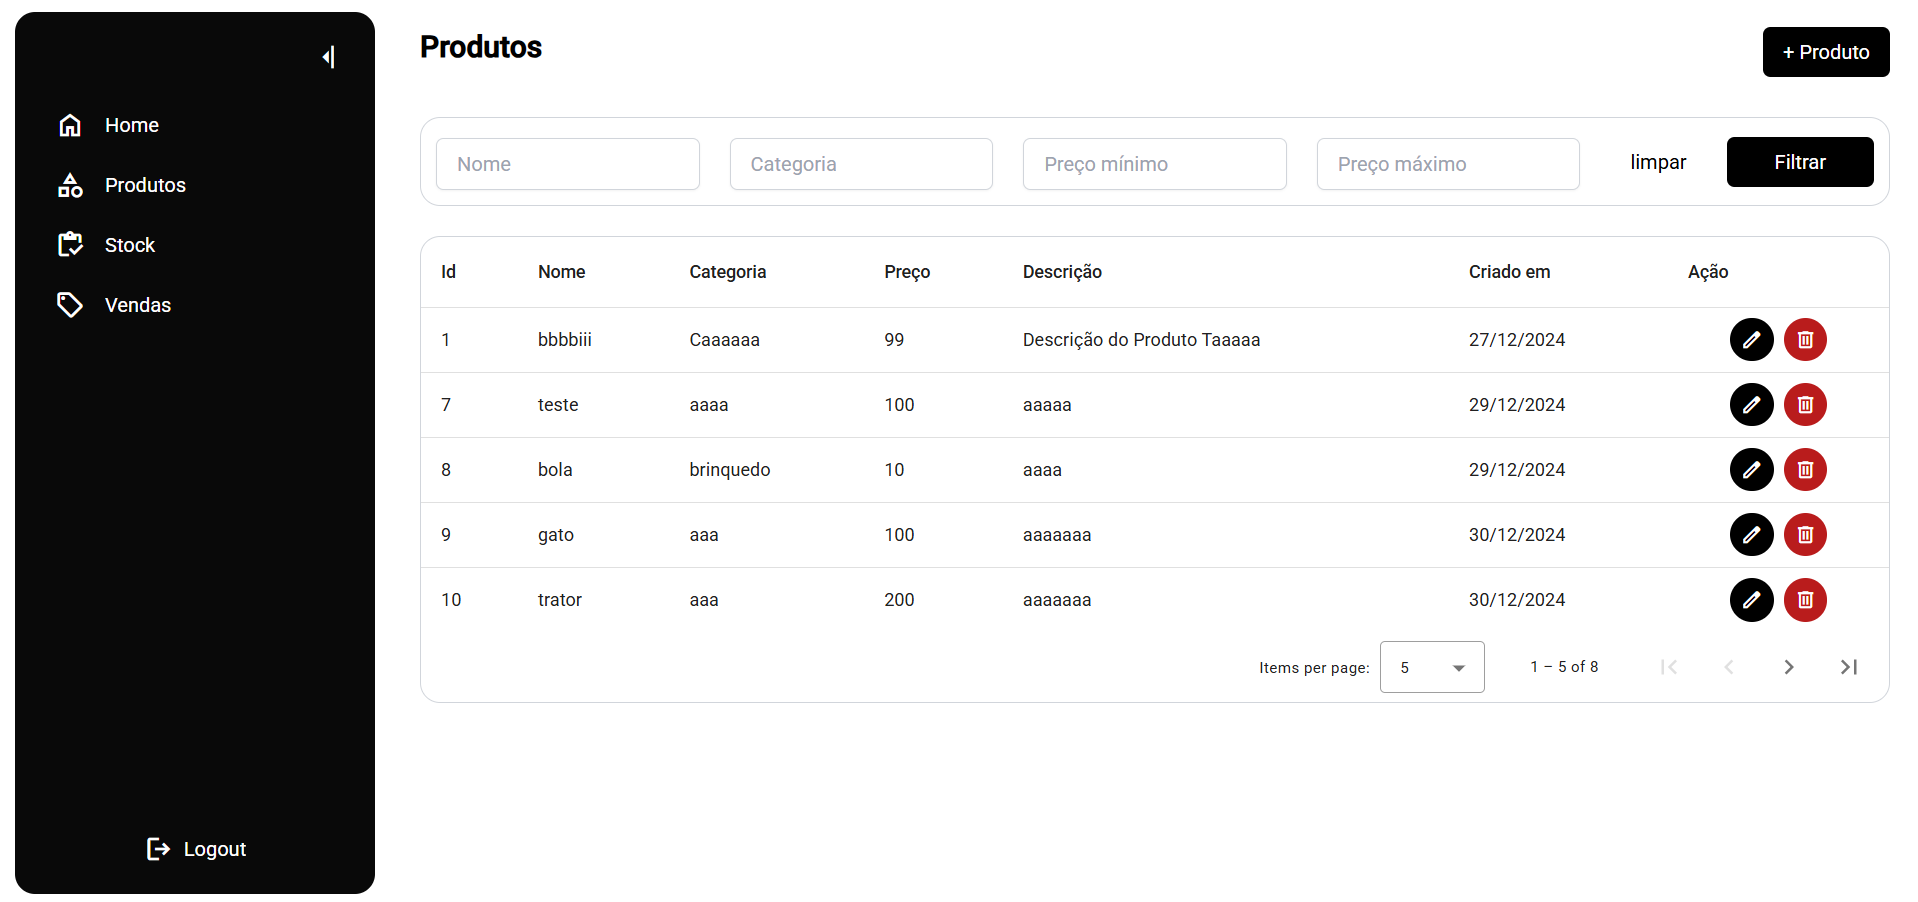 Home
Produtos
Stock
Vendas
Logout
Produtos
+ Produto
Nome Categoria Preço mínimo Preço máximo limpar Filtrar
Id Nome Categoria Preço Descrição Criado em Ação
1 bbbbiii Caaaaaa 99 Descrição do Produto Taaaaa 27/12/2024
7 teste aaaa 100 aaaaa 29/12/2024
8 bola brinquedo 10 aaaa 29/12/2024
9 gato aaa 100 aaaaaaa 30/12/2024
10 trator aaa 200 aaaaaaa 30/12/2024
Items per page: 5 1 – 5 of 8